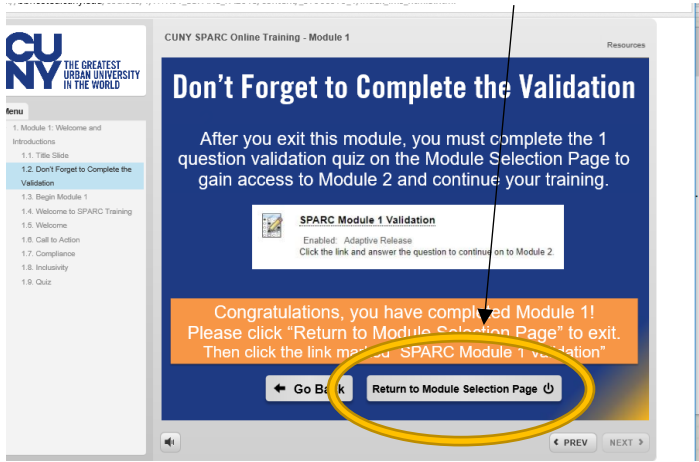 CUNY SPARC Online Training - Module 1
Resources
CU
NY
THE GREATEST
URBAN UNIVERSITY
IN THE WORLD
Menu
1. Module 1: Welcome and
Introductions
1.1. Title Slide
1.2. Don't Forget to Complete the
Validation
1.3. Begin Module 1
1.4. Welcome to SPARC Training
1.5. Welcome
1.6. Call to Action
1.7. Compliance
1.8. Inclusivity
1.9. Quiz
Don't Forget to Complete the Validation
After you exit this module, you must complete the 1
question validation quiz on the Module Selection Page to
gain access to Module 2 and continue your training.
SPARC Module 1 Validation
Enabled: Adaptive Release
Click the link and answer the question to continue on to Module 2.
Congratulations, you have completed Module 1!
Please click "Return to Module Selection Page" to exit.
Then click the link marked "SPARC Module 1 Validation"
Go Back
Return to Module Selection Page
PREV
NEXT